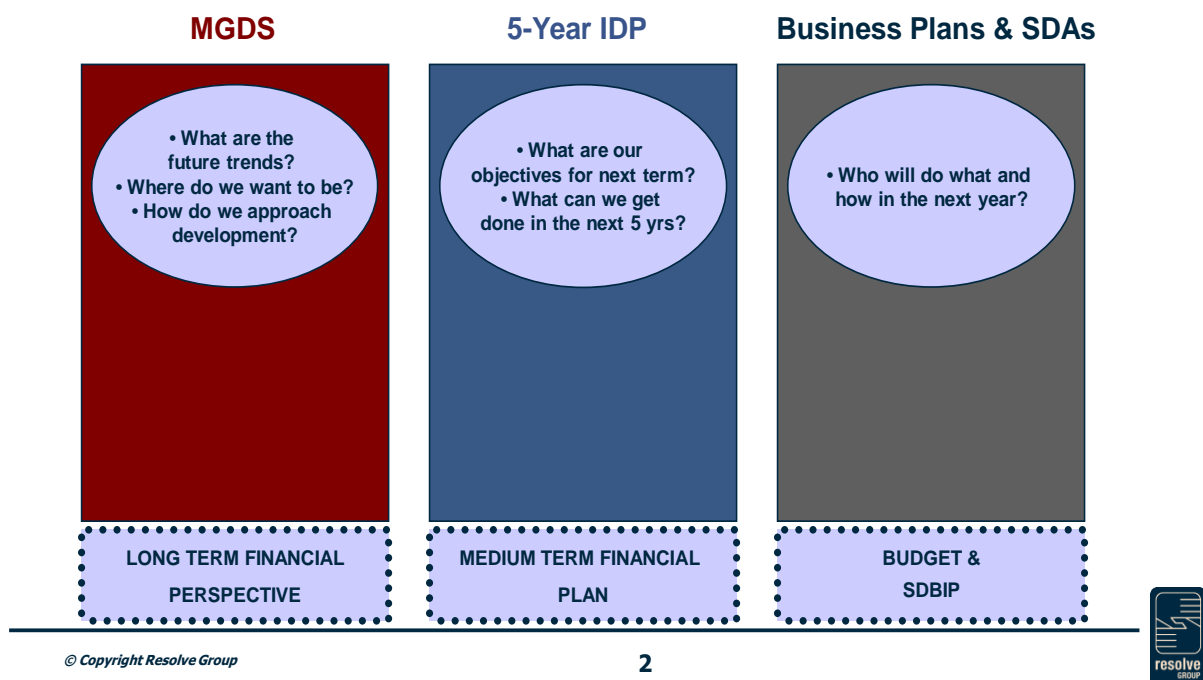 MGDS
5-Year IDP
Business Plans & SDAs
• What are the
future trends?
• Where do we want to be?
• How do we approach
development?
• What are our
objectives for next term?
• What can we get
done in the next 5 yrs?
• Who will do what and
how in the next year?
LONG TERM FINANCIAL
PERSPECTIVE
MEDIUM TERM FINANCIAL
PLAN
BUDGET &
SDBIP
© Copyright Resolve Group
2
resolve
GROUP